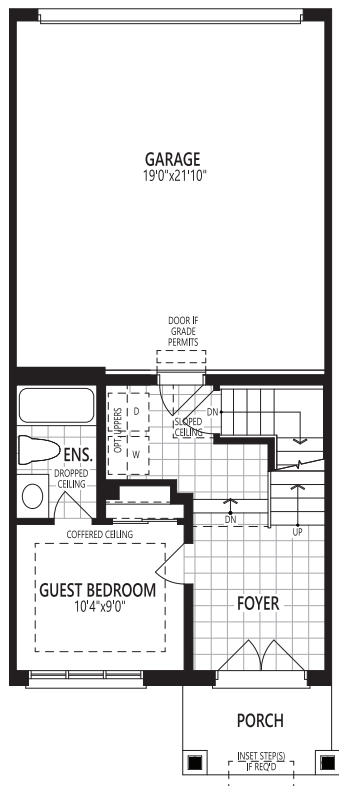 GARAGE
19'0"x21'10"
DOOR IF
GRADE
PERMITS
OPT. UPPERS
D
W
SLOPED
CEILING
DN
ENS.
DROPPED
CEILING
DN
UP
COFFERED CEILING
GUEST BEDROOM
10'4"x9'0"
FOYER
PORCH
INSET STEP(S)
IF REQ'D